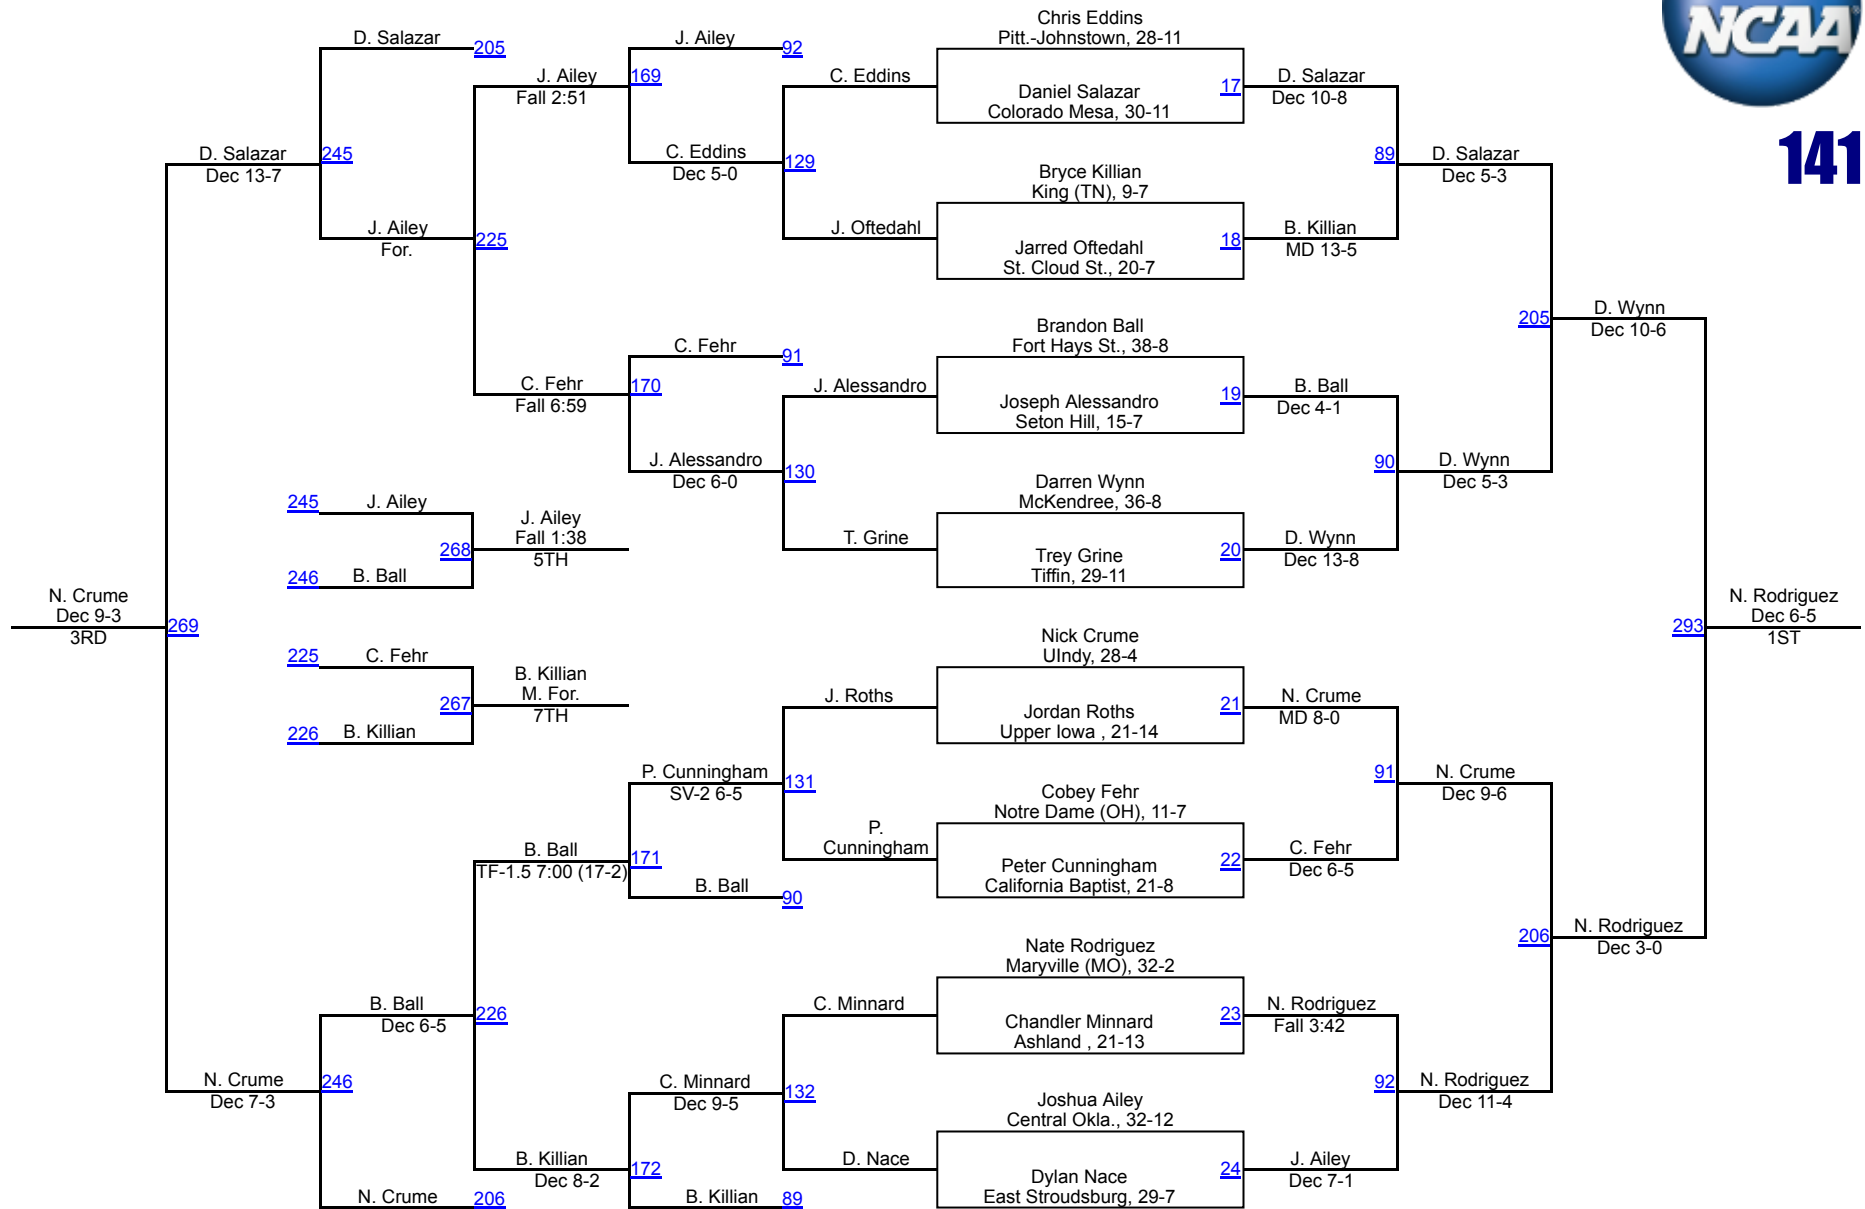 NCAA
141
Chris Eddins
Pitt.-Johnstown, 28-11
D. Salazar
205
J. Ailey
92
J. Ailey
Fall 2:51
169
C. Eddins
Daniel Salazar
Colorado Mesa, 30-11
17
D. Salazar
Dec 10-8
D. Salazar
Dec 13-7
245
C. Eddins
Dec 5-0
129
89
D. Salazar
Dec 5-3
Bryce Killian
King (TN), 9-7
J. Ailey
For.
225
J. Oftedahl
Jarred Oftedahl
St. Cloud St., 20-7
18
B. Killian
MD 13-5
205
D. Wynn
Dec 10-6
Brandon Ball
Fort Hays St., 38-8
C. Fehr
91
C. Fehr
Fall 6:59
170
J. Alessandro
Joseph Alessandro
Seton Hill, 15-7
19
B. Ball
Dec 4-1
J. Alessandro
Dec 6-0
130
90
D. Wynn
Dec 5-3
Darren Wynn
McKendree, 36-8
245
J. Ailey
J. Ailey
Fall 1:38
5TH
268
246
B. Ball
T. Grine
Trey Grine
Tiffin, 29-11
20
D. Wynn
Dec 13-8
N. Crume
Dec 9-3
3RD
269
293
N. Rodriguez
Dec 6-5
1ST
Nick Crume
UIndy, 28-4
225
C. Fehr
B. Killian
M. For.
7TH
267
226
B. Killian
J. Roths
Jordan Roths
Upper Iowa , 21-14
21
N. Crume
MD 8-0
P. Cunningham
SV-2 6-5
131
91
N. Crume
Dec 9-6
Cobey Fehr
Notre Dame (OH), 11-7
B. Ball
TF-1.5 7:00 (17-2)
171
P.
Cunningham
Peter Cunningham
California Baptist, 21-8
22
C. Fehr
Dec 6-5
B. Ball
90
206
N. Rodriguez
Dec 3-0
Nate Rodriguez
Maryville (MO), 32-2
B. Ball
Dec 6-5
226
C. Minnard
Chandler Minnard
Ashland , 21-13
23
N. Rodriguez
Fall 3:42
N. Crume
Dec 7-3
246
C. Minnard
Dec 9-5
132
92
N. Rodriguez
Dec 11-4
Joshua Ailey
Central Okla., 32-12
B. Killian
Dec 8-2
172
D. Nace
Dylan Nace
East Stroudsburg, 29-7
24
J. Ailey
Dec 7-1
N. Crume
206
B. Killian
89